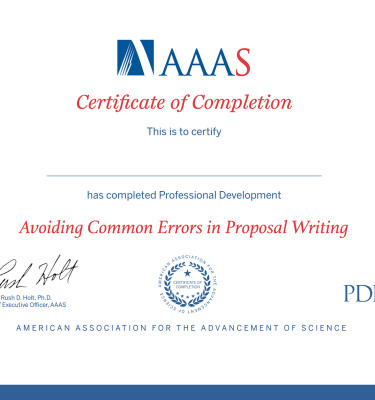 AAAS
Certificate of Completion
This is to certify
has completed Professional Development
Avoiding Common Errors in Proposal Writing
Rush Holt
Rush D. Holt, Ph.D.
Executive Officer, AAAS
AMERICAN ASSOCIATION FOR THE ADVANCEMENT OF SCIENCE
CERTIFICATE OF
COMPLETION
PD
AMERICAN ASSOCIATION FOR THE ADVANCEMENT OF SCIENCE